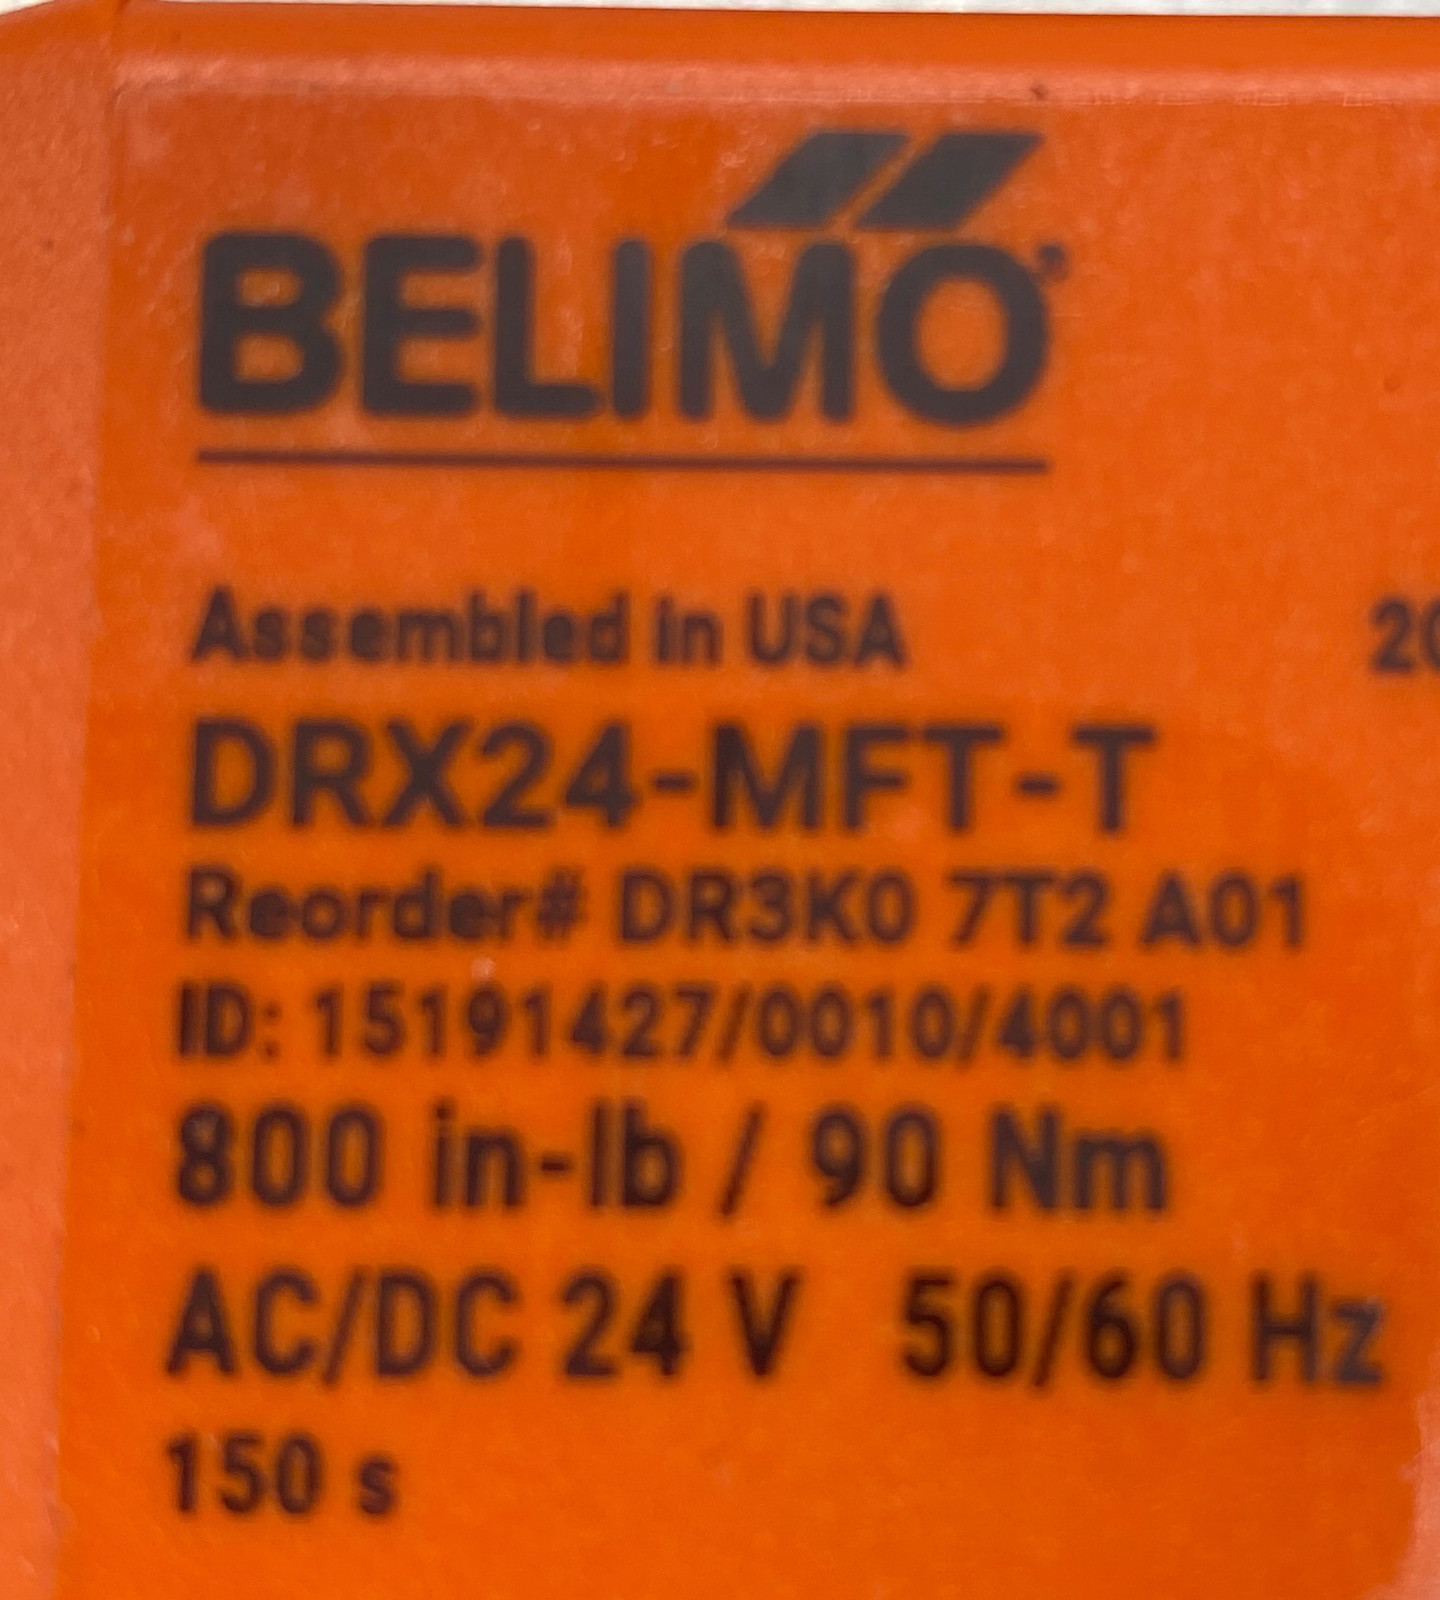 BELIMO®
Assembled in USA
DRX24-MFT-T
Reorder# DR3K0 7T2 A01
ID: 15191427/0010/4001
800 in-lb / 90 Nm
AC/DC 24 V 50/60 Hz
150 s